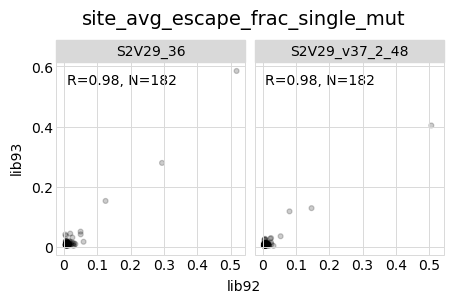 site_avg_escape_frac_single_mut
S2V29_36 S2V29_v37_2_48
R=0.98, N=182 R=0.98, N=182
0.6
0.4
0.2
0
lib93
0 0.1 0.2 0.3 0.4 0.5 0 0.1 0.2 0.3 0.4 0.5
lib92